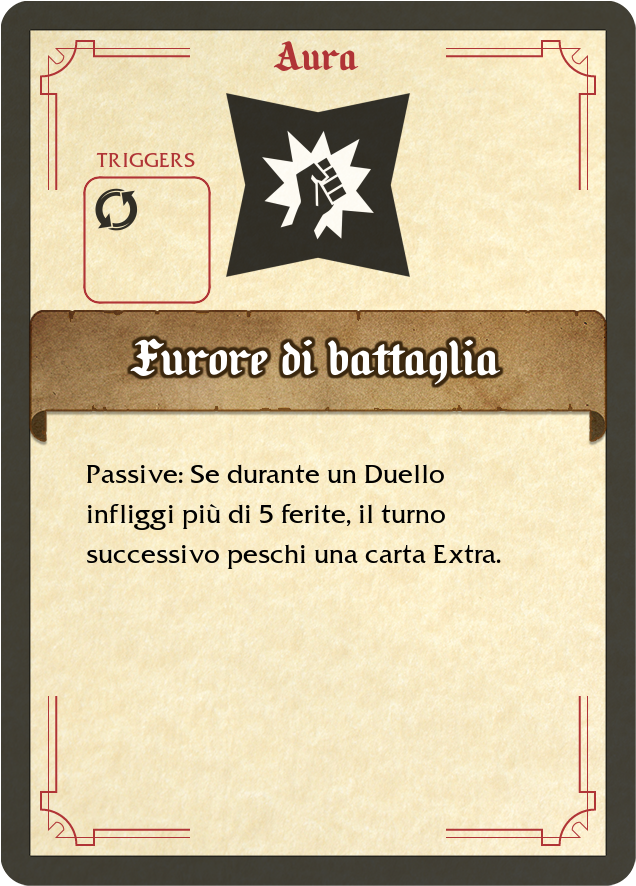 Aura
TRIGGERS
Furore di battaglia
Passive: Se durante un Duello
infliggi più di 5 ferite, il turno
successivo peschi una carta Extra.